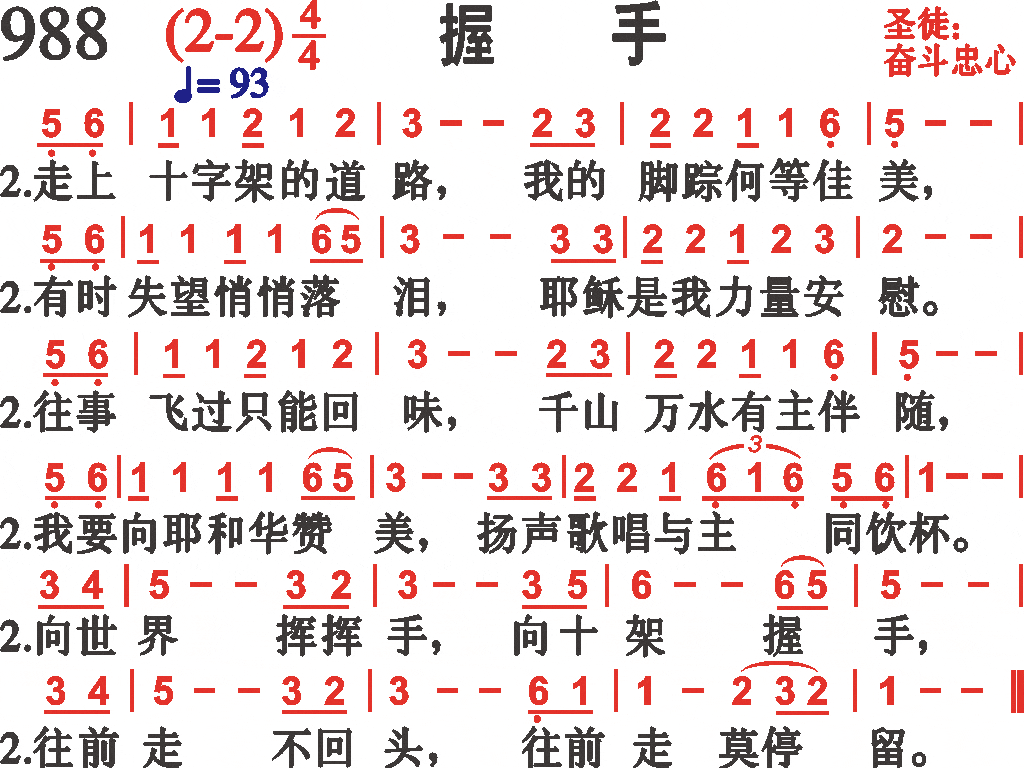 988 (2-2) 4/4 握 手 圣徒:
奋斗忠心
♩= 93
5 6 | 1 1 2 1 2 | 3 - - 2 3 | 2 2 1 1 6 | 5 - - |
2.走上 十字架的道 路， 我的 脚踪何等佳 美，
5 6 | 1 1 1 1 6 5 | 3 - - 3 3 | 2 2 1 2 3 | 2 - - |
2.有时 失望悄悄落 泪， 耶稣是我力量安 慰。
5 6 | 1 1 2 1 2 | 3 - - 2 3 | 2 2 1 1 6 | 5 - - |
2.往事 飞过只能回 味， 千山 万水有主伴 随，
5 6 | 1 1 1 1 6 5 | 3 - - 3 3 | 2 2 1 3 6 1 6 5 6 | 1 - - |
2.我要向耶和华赞 美， 扬声歌唱与主 同饮杯。
3 4 | 5 - - 3 2 | 3 - - 3 5 | 6 - - 6 5 | 5 - - |
2.向世 界 挥挥 手， 向十 架 握 手，
3 4 | 5 - - 3 2 | 3 - - 6 1 | 1 - 2 3 2 | 1 - - ‖
2.往前 走 不回 头， 往前 走 莫停 留。